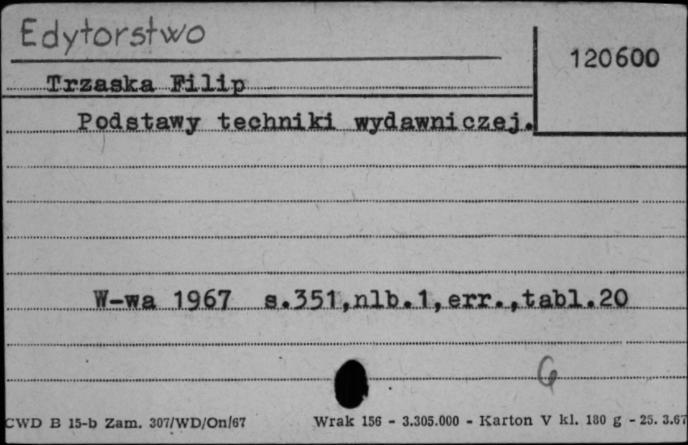 Edytorstwo
120600
Trzaska Filip
Podstawy techniki wydawniczej.
W-wa 1967 s.351,nlb.1,err.,tabl.20
6
CWD B 15-b Zam. 307/WD/On/67 Wrak 156 - 3.305.000 - Karton V kl. 180 g - 25. 3.67